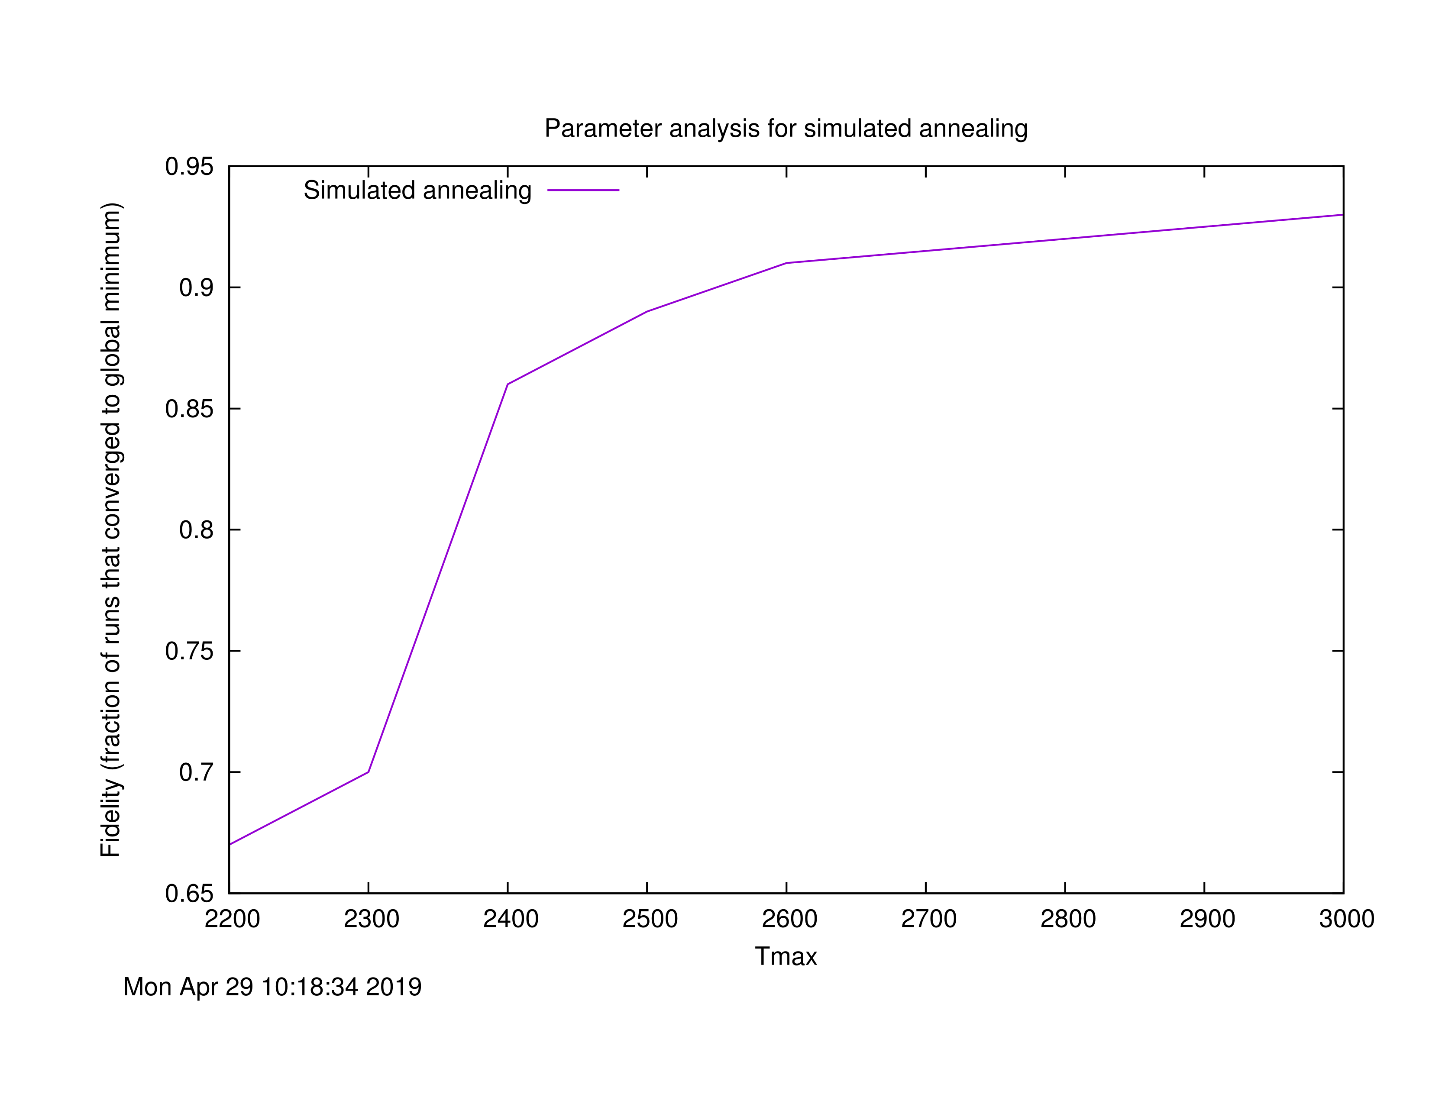 Parameter analysis for simulated annealing
0.95
Simulated annealing
0.9
0.85
0.8
0.75
0.7
0.65
Fidelity (fraction of runs that converged to global minimum)
2200 2300 2400 2500 2600 2700 2800 2900 3000
Tmax
Mon Apr 29 10:18:34 2019